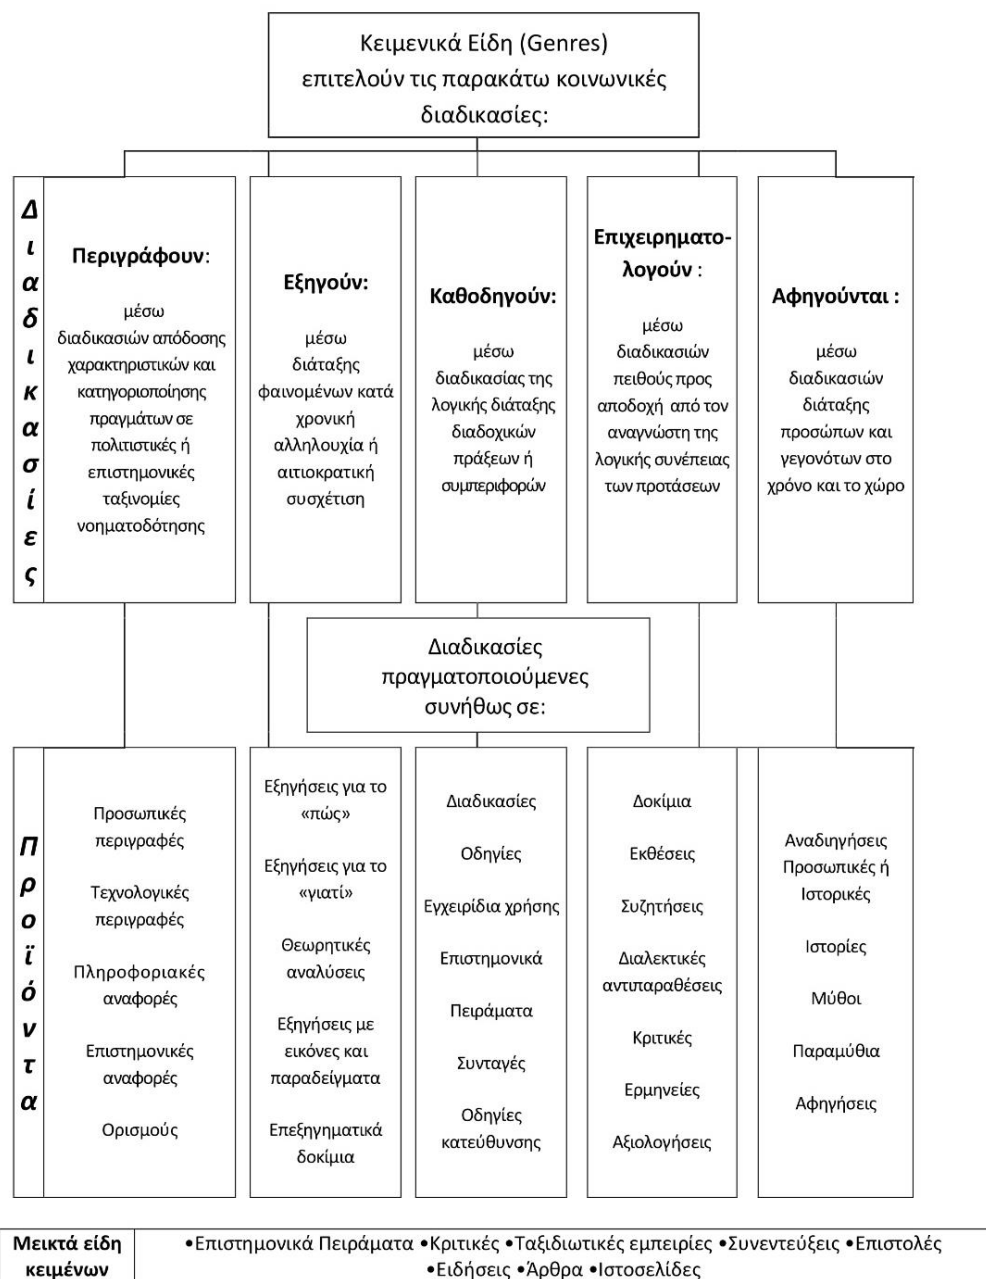 Κειμενικά Είδη (Genres)
επιτελούν τις παρακάτω κοινωνικές
διαδικασίες:
Διαδικασίες
Περιγράφουν:
μέσω
διαδικασιών απόδοσης
χαρακτηριστικών και
κατηγοριοποίησης
πραγμάτων σε
πολιτιστικές ή
επιστημονικές
ταξινομίες
νοηματοδότησης
Εξηγούν:
μέσω
διάταξης
φαινομένων κατά
χρονική
αλληλουχία ή
αιτιοκρατική
συσχέτιση
Καθοδηγούν:
μέσω
διαδικασίας της
λογικής διάταξης
διαδοχικών
πράξεων ή
συμπεριφορών
Επιχειρηματο-
λογούν :
μέσω
διαδικασιών
πειθούς προς
αποδοχή από τον
αναγνώστη της
λογικής συνέπειας
των προτάσεων
Αφηγούνται :
μέσω
διαδικασιών
διάταξης
προσώπων και
γεγονότων στο
χρόνο και το χώρο
Διαδικασίες
πραγματοποιούμενες
συνήθως σε:
Προϊόντα
Προσωπικές
περιγραφές
Τεχνολογικές
περιγραφές
Πληροφοριακές
αναφορές
Επιστημονικές
αναφορές
Ορισμούς
Εξηγήσεις για το
«πώς»
Εξηγήσεις για το
«γιατί»
Θεωρητικές
αναλύσεις
Εξηγήσεις με
εικόνες και
παραδείγματα
Επεξηγηματικά
δοκίμια
Διαδικασίες
Οδηγίες
Εγχειρίδια χρήσης
Επιστημονικά
Πειράματα
Συνταγές
Οδηγίες
κατεύθυνσης
Δοκίμια
Εκθέσεις
Συζητήσεις
Διαλεκτικές
αντιπαραθέσεις
Κριτικές
Ερμηνείες
Αξιολογήσεις
Αναδιηγήσεις
Προσωπικές ή
Ιστορικές
Ιστορίες
Μύθοι
Παραμύθια
Αφηγήσεις
Μεικτά είδη
κειμένων
•Επιστημονικά Πειράματα •Κριτικές •Ταξιδιωτικές εμπειρίες •Συνεντεύξεις •Επιστολές
•Ειδήσεις •Άρθρα •Ιστοσελίδες